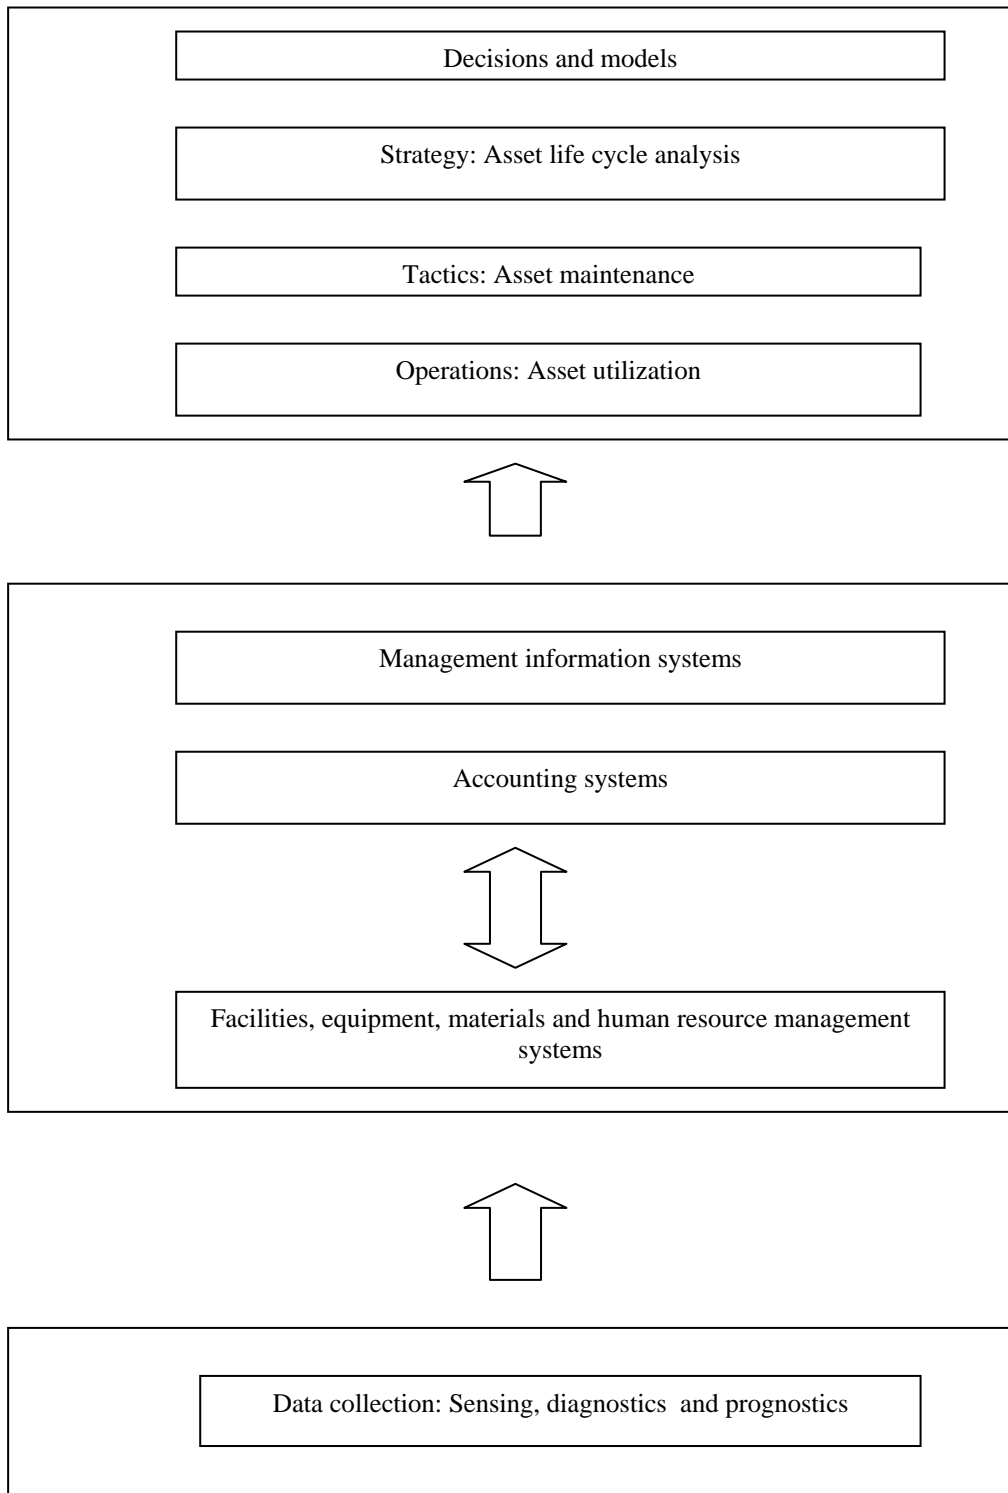 Decisions and models
Strategy: Asset life cycle analysis
Tactics: Asset maintenance
Operations: Asset utilization
Management information systems
Accounting systems
Facilities, equipment, materials and human resource management
systems
Data collection: Sensing, diagnostics  and prognostics